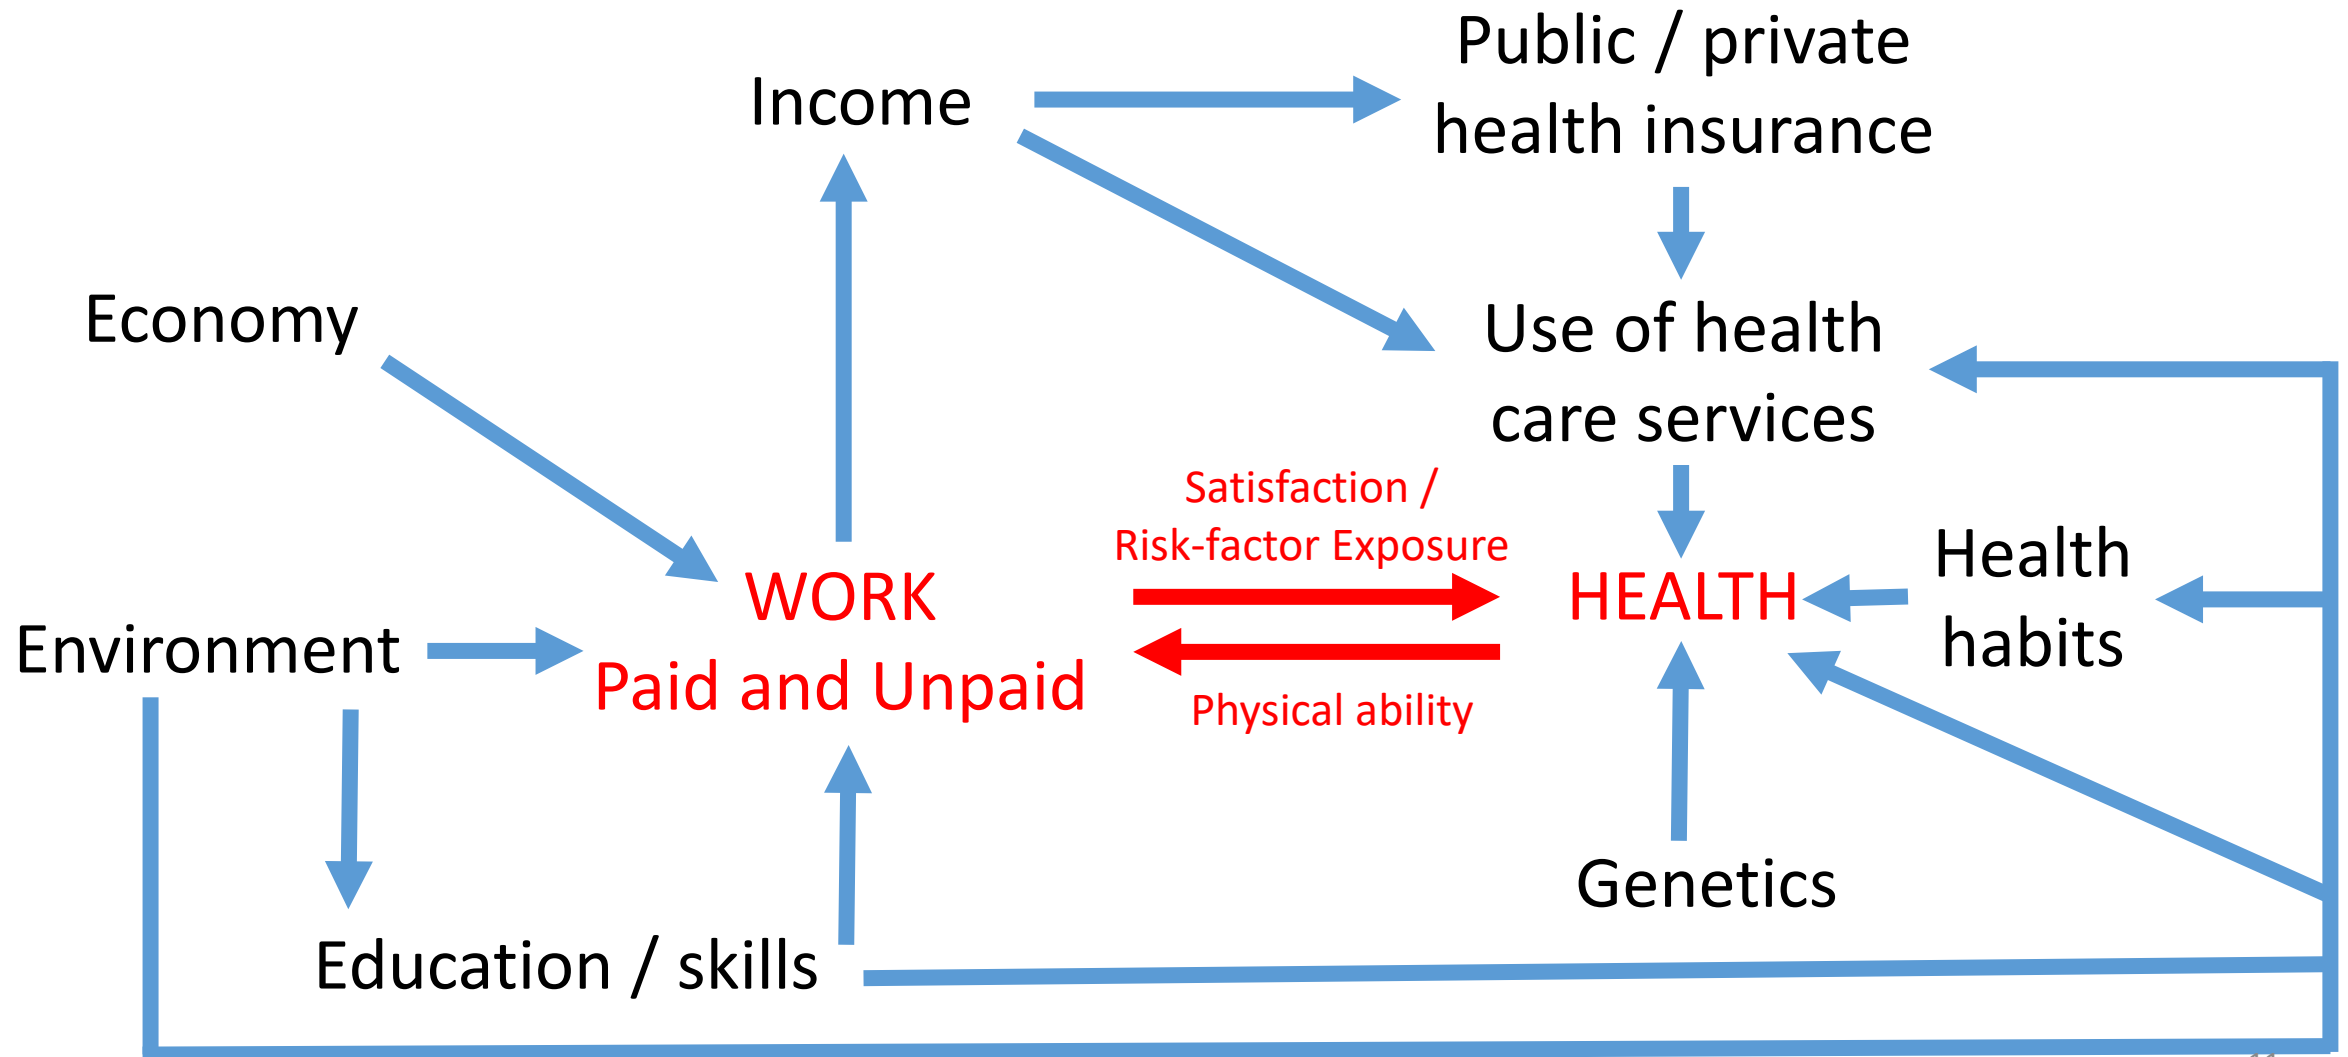 Public / private
health insurance
Income
Economy
Use of health
care services
Satisfaction /
Risk-factor Exposure
WORK
Paid and Unpaid
HEALTH
Health
habits
Environment
Physical ability
Genetics
Education / skills